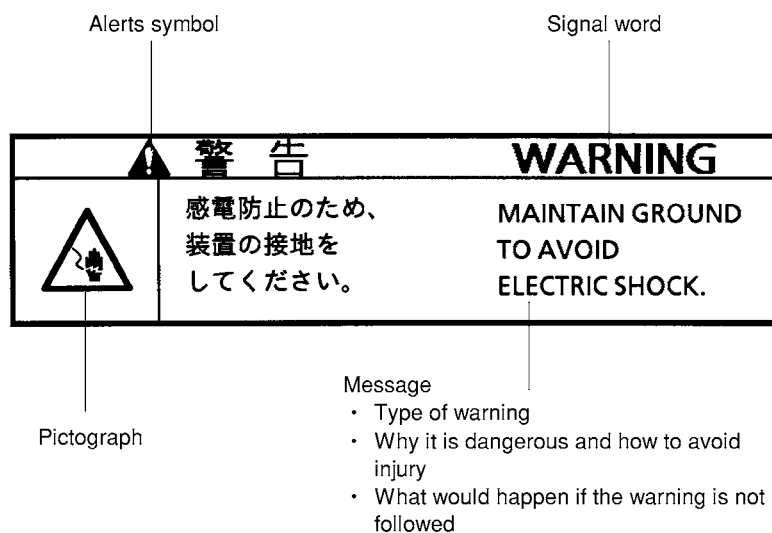 Alerts symbol
Signal word
警 告
WARNING
感電防止のため、
装置の接地を
してください。
MAINTAIN GROUND
TO AVOID
ELECTRIC SHOCK.
Pictograph
Message
・ Type of warning
・ Why it is dangerous and how to avoid
injury
・ What would happen if the warning is not
followed